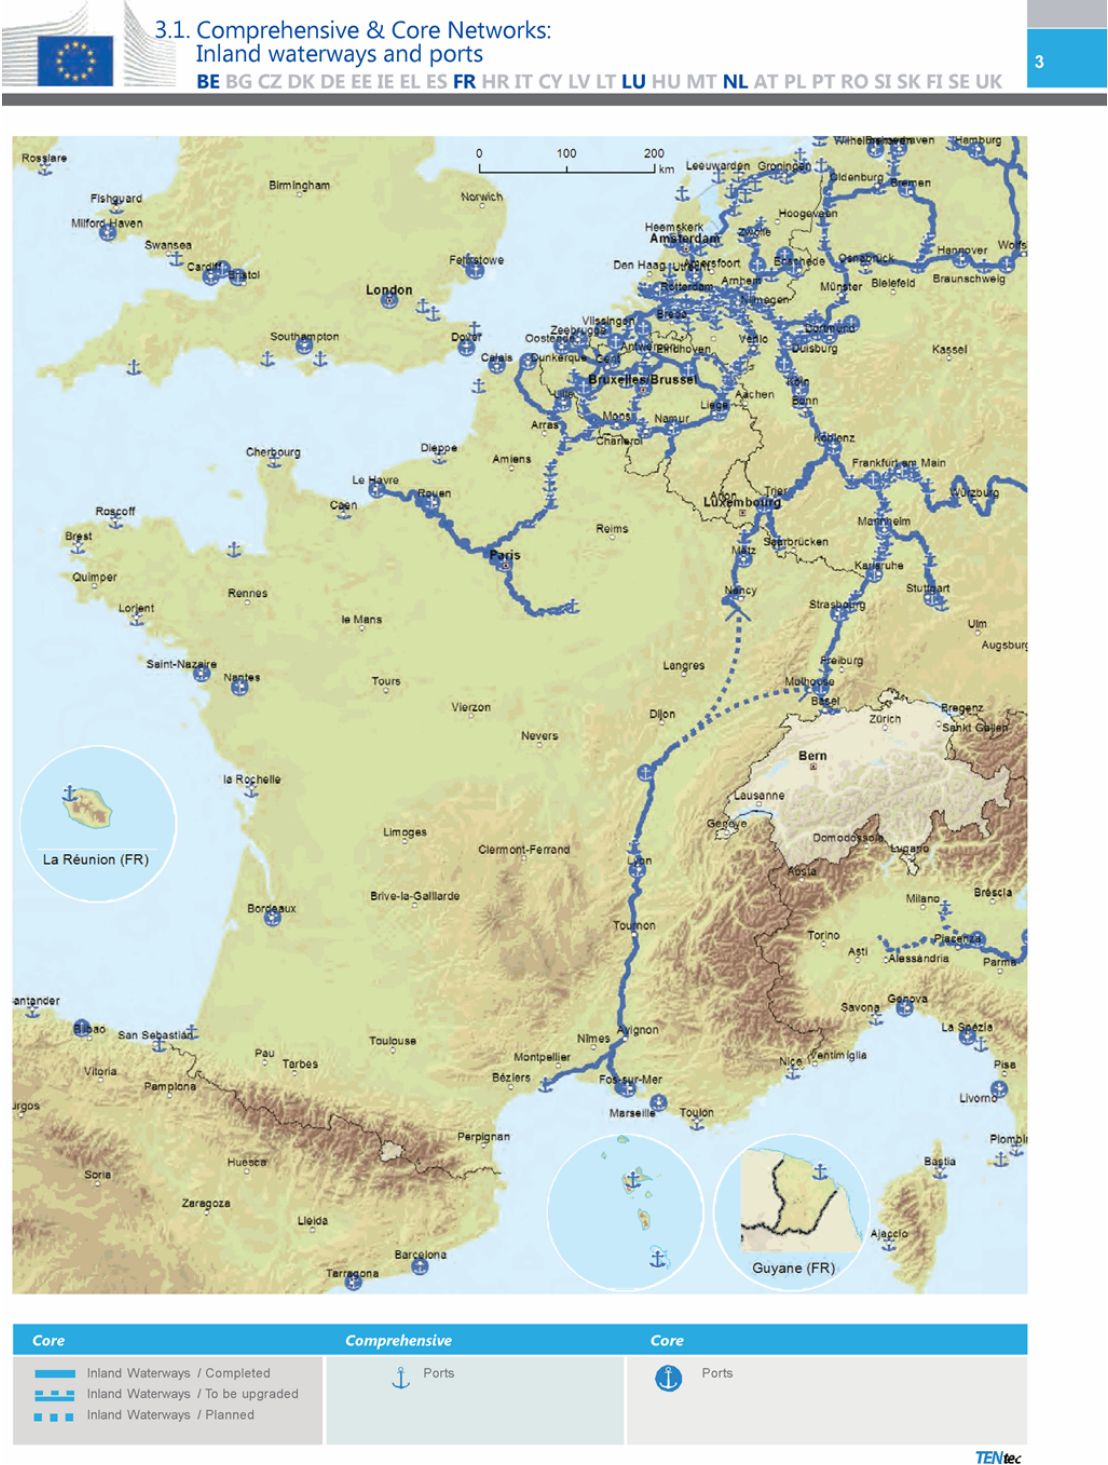 3.1. Comprehensive & Core Networks:
Inland waterways and ports
BE BG CZ DK DE EE IE EL ES FR HR IT CY LV LT LU HU MT NL AT PL PT RO SI SK FI SE UK
3
Rosslare
0 100 200
km
Leeuwarden Groningen
Hamburg
Birmingham
Norwich
Oldenburg Bremen
Fishguard
Milford Haven
Hoogeveen
Heemskerk
Zwolle
Amsterdam
Swansea
Hannover Wolfs
Cardiff
Bristol
Felixstowe
Den Haag Utrecht Amersfoort
Enschede Osnabrück
Braunschweig
London
Rotterdam
Arnhem
Münster Bielefeld
Nijmegen
Breda
Southampton
Dover
Vlissingen
Zeebrugge
Oostende
Antwerpen
Eindhoven
Venlo
Dortmund
Duisburg
Kassel
Calais Dunkerque Gent
Bruxelles/Brussel
Köln
Lille
Liège
Aachen
Bonn
Arras
Mons
Namur
Charleroi
Koblenz
Cherbourg
Dieppe
Amiens
Frankfurt am Main
Le Havre
Rouen
Arlon
Trier
Würzburg
Luxembourg
Caen
Roscoff
Reims
Mannheim
Brest
Paris
Metz
Saarbrücken
Karlsruhe
Quimper
Rennes
Nancy
Stuttgart
Lorient
le Mans
Strasbourg
Ulm
Augsburg
Saint-Nazaire
Nantes
Tours
Langres
Freiburg
Mulhouse
Basel
Vierzon
Dijon
Zürich
Bregenz
Sankt Gallen
Nevers
Bern
la Rochelle
Lausanne
Genève
Limoges
Clermont-Ferrand
Lyon
Domodossola
Lugano
La Réunion (FR)
Aosta
Brive-la-Gaillarde
Milano
Brescia
Bordeaux
Tournon
Torino
Asti
Piacenza
Alessandria
Parma
antander
Bilbao
San Sebastian
Toulouse
Nîmes
Avignon
Savona
Genova
La Spezia
Pau
Tarbes
Montpellier
Nice Ventimiglia
Vitoria
Pamplona
Béziers
Fos-sur-Mer
Pisa
urgos
Marseille
Toulon
Livorno
Perpignan
Piombi
Soria
Huesca
Bastia
Zaragoza
Lleida
Ajaccio
Barcelona
Tarragona
Guyane (FR)
Core
Comprehensive
Core
Inland Waterways / Completed
Ports
Ports
Inland Waterways / To be upgraded
Inland Waterways / Planned
TENtec